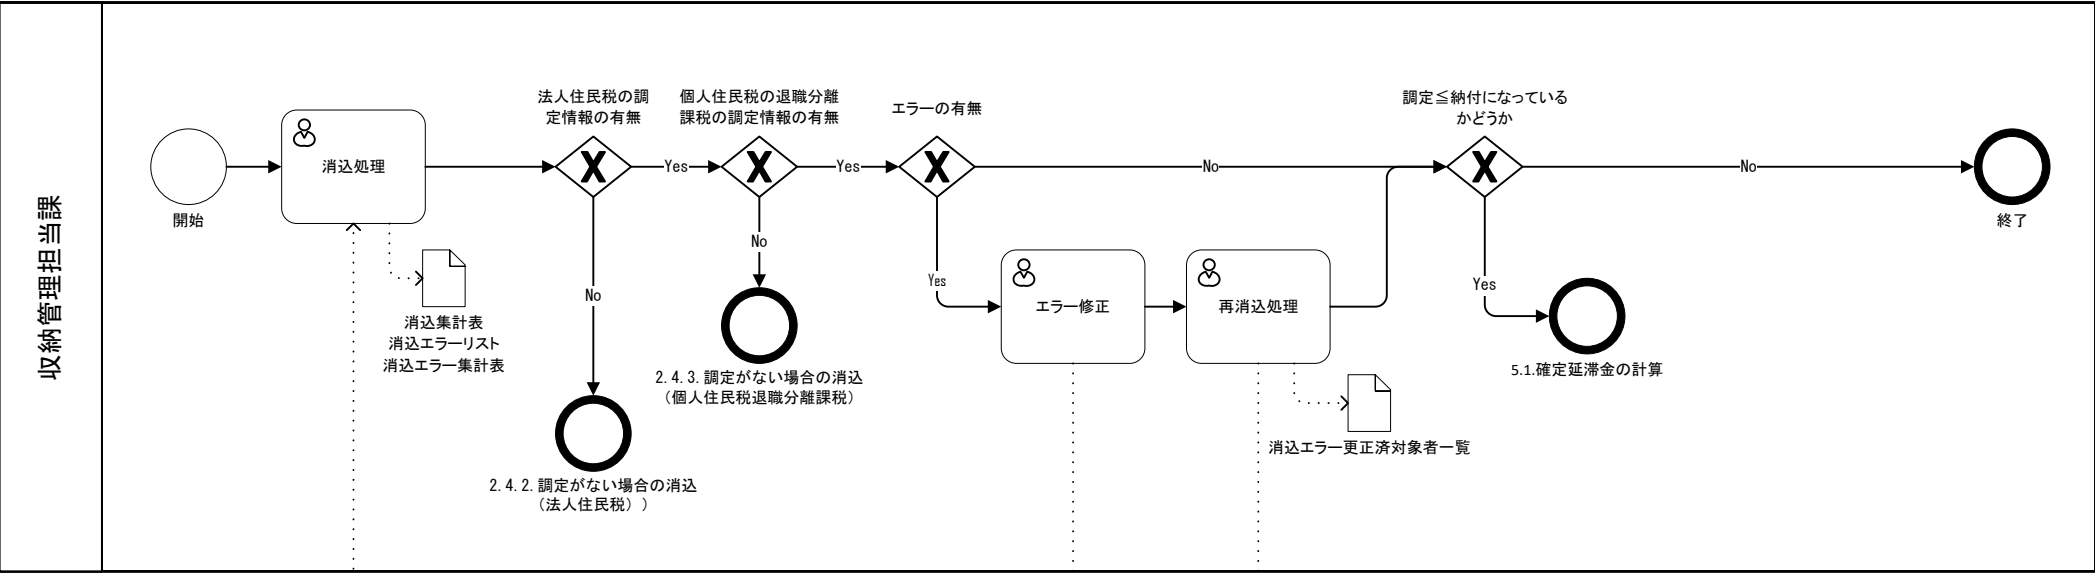 収納管理担当課
開始
消込処理
消込集計表
消込エラーリスト
消込エラー集計表
法人住民税の調
定情報の有無
Yes
No
2.4.2.調定がない場合の消込
（法人住民税））
個人住民税の退職分離
課税の調定情報の有無
Yes
No
2.4.3.調定がない場合の消込
（個人住民税退職分離課税）
エラーの有無
No
Yes
エラー修正
再消込処理
消込エラー更正済対象者一覧
調定≦納付になっている
かどうか
No
Yes
5.1.確定延滞金の計算
終了